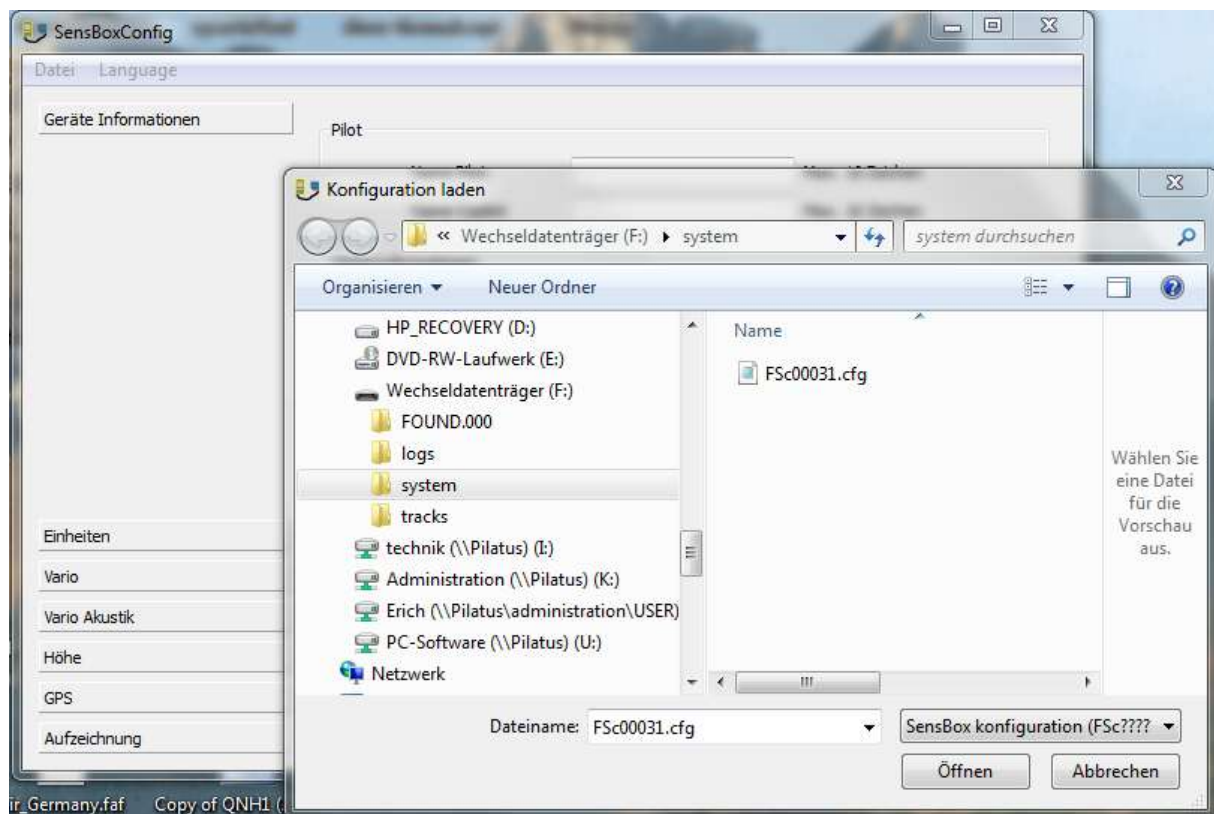 SensBoxConfig
Datei Language
Geräte Informationen
Pilot
Konfiguration laden
« Wechseldatenträger (F:) system
system durchsuchen
Organisieren Neuer Ordner
HP_RECOVERY (D:)
DVD-RW-Laufwerk (E:)
Wechseldatenträger (F:)
FOUND.000
logs
system
tracks
technik (\\Pilatus) (I:)
Administration (\\Pilatus) (K:)
Erich (\\Pilatus\administration\USER)
PC-Software (\\Pilatus) (U:)
Netzwerk
Name
FSc00031.cfg
Wählen Sie
eine Datei
für die
Vorschau
aus.
Einheiten
Vario
Vario Akustik
Höhe
GPS
Aufzeichnung
Dateiname: FSc00031.cfg
SensBox konfiguration (FSc????
Öffnen Abbrechen
ir_Germany.faf Copy of QNH1 (